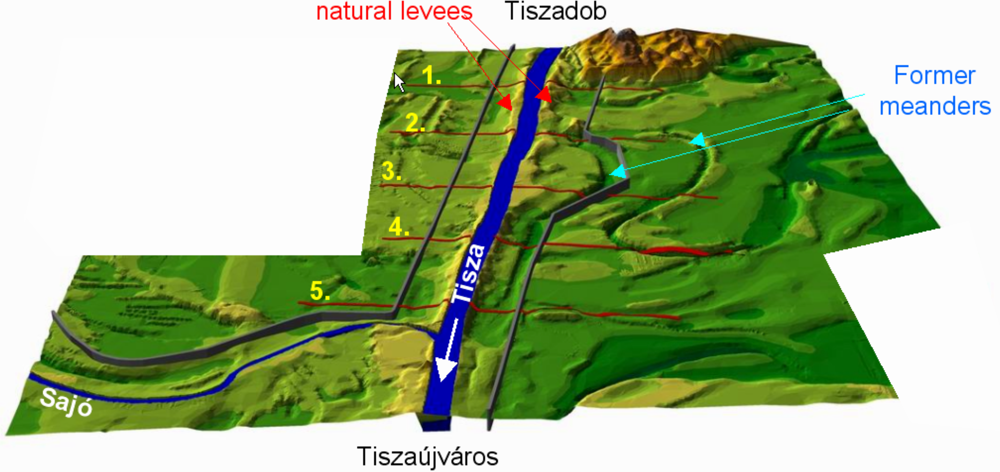 natural levees
Tiszadob
1.
Former
meanders
2.
3.
4.
Tisza
5.
Sajó
Tiszaújváros